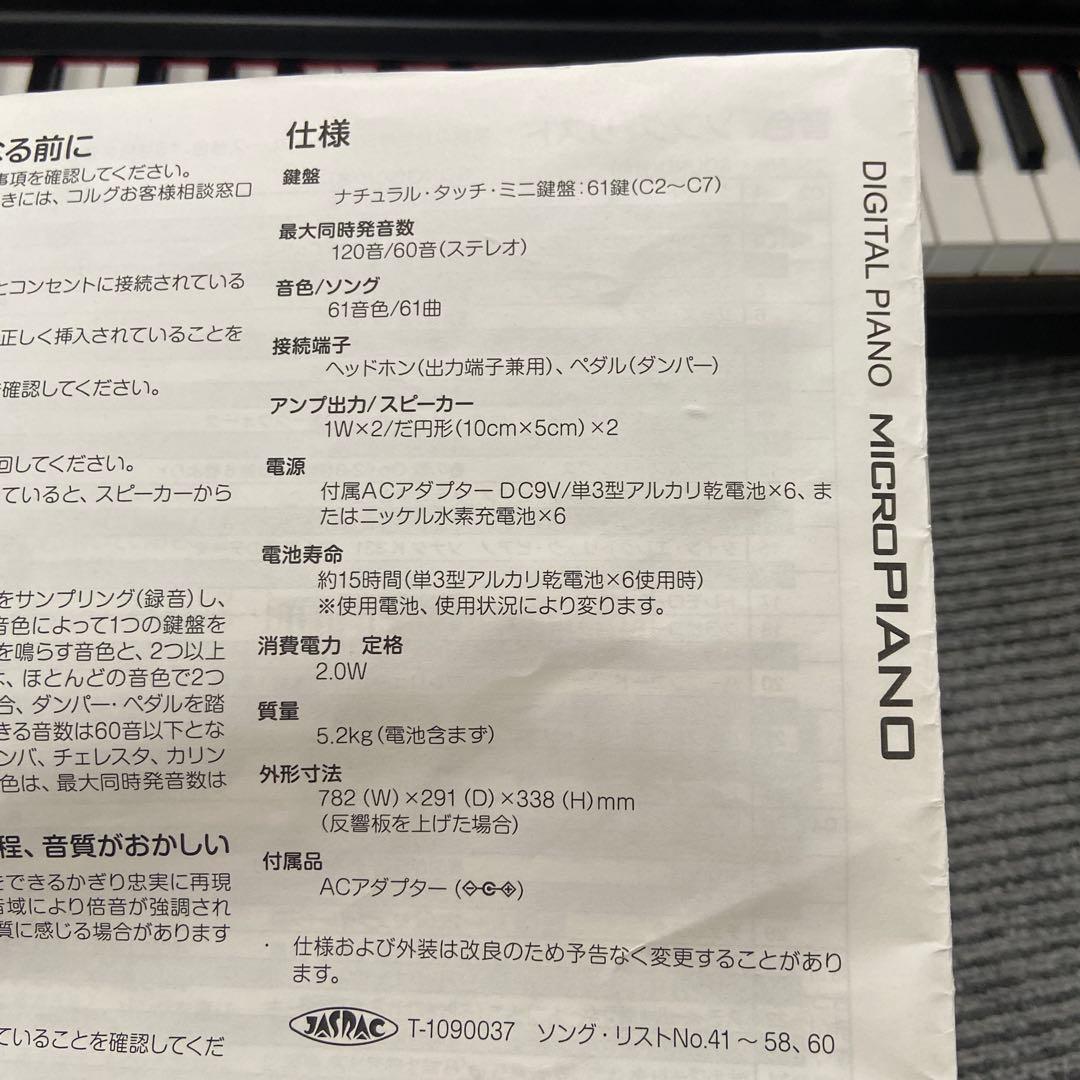 なる前に
事項を確認してください。
きには、コルグお客様相談窓口
とコンセントに接続されている
正しく挿入されていることを
を確認してください。
回してください。
ていると、スピーカーから
をサンプリング(録音)し、
音色によって1つの鍵盤を
を鳴らす音色と、2つ以上
は、ほとんどの音色で2つ
合、ダンパー・ペダルを踏
きる音数は60音以下とな
ンバ、チェレスタ、カリン
色は、最大同時発音数は
程、音質がおかしい
をできるかぎり忠実に再現
音域により倍音が強調され
質に感じる場合があります
ていることを確認してくだ
仕様
鍵盤
ナチュラル・タッチ・ミニ鍵盤:61鍵(C2〜C7)
最大同時発音数
120音/60音(ステレオ)
音色/ソング
61音色/61曲
接続端子
ヘッドホン(出力端子兼用)、ペダル(ダンパー)
アンプ出力/スピーカー
1W×2/だ円形(10cm×5cm)×2
電源
付属ACアダプター DC9V/単3型アルカリ乾電池×6、ま
たはニッケル水素充電池×6
電池寿命
約15時間(単3型アルカリ乾電池×6使用時)
※使用電池、使用状況により変ります。
消費電力 定格
2.0W
質量
5.2kg(電池含まず)
外形寸法
782 (W)×291 (D)×338 (H)mm
(反響板を上げた場合)
付属品
ACアダプター()
・ 仕様および外装は改良のため予告なく変更することがあり
ます。
JASRAC T-1090037 ソング・リストNo.41 〜 58、60
DIGITAL PIANO MICROPIANO